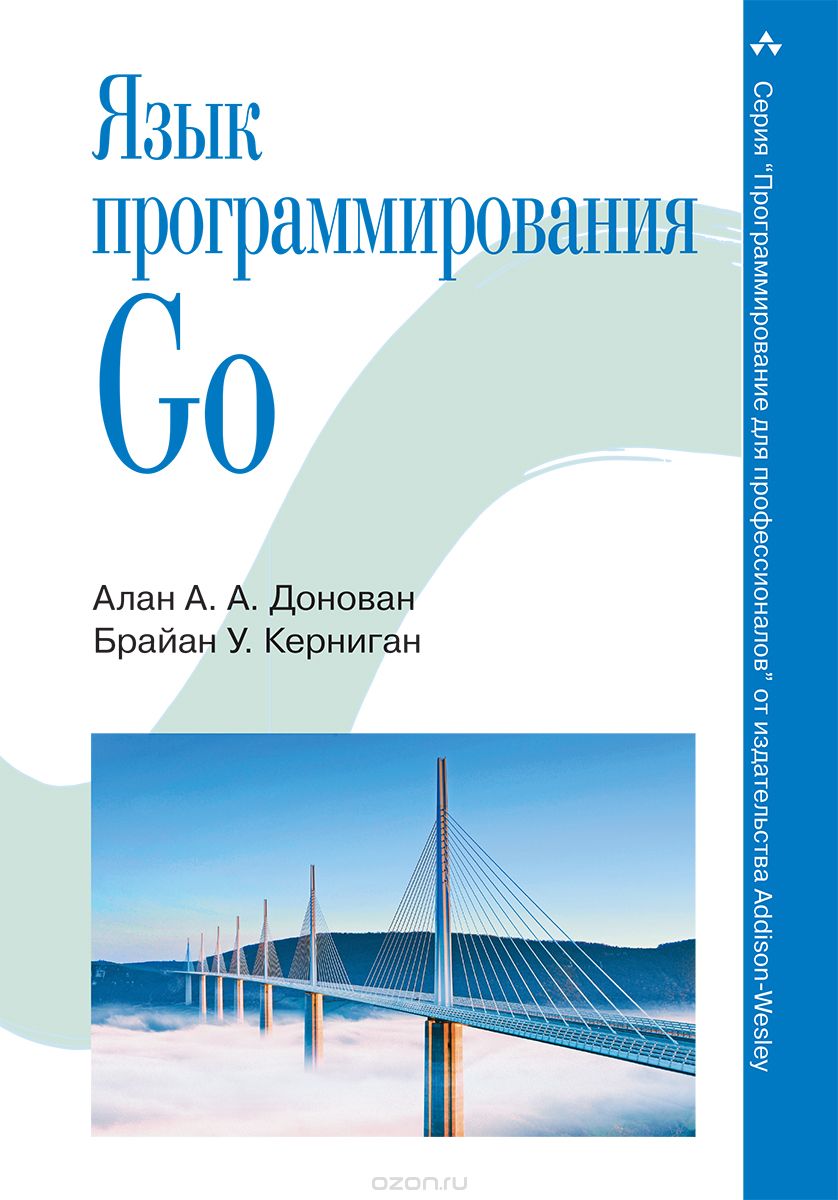 Язык
программирования
Go
Алан А. А. Донован
Брайан У. Керниган
Серия "Программирование для профессионалов" от издательства Addison-Wesley
ozon.ru